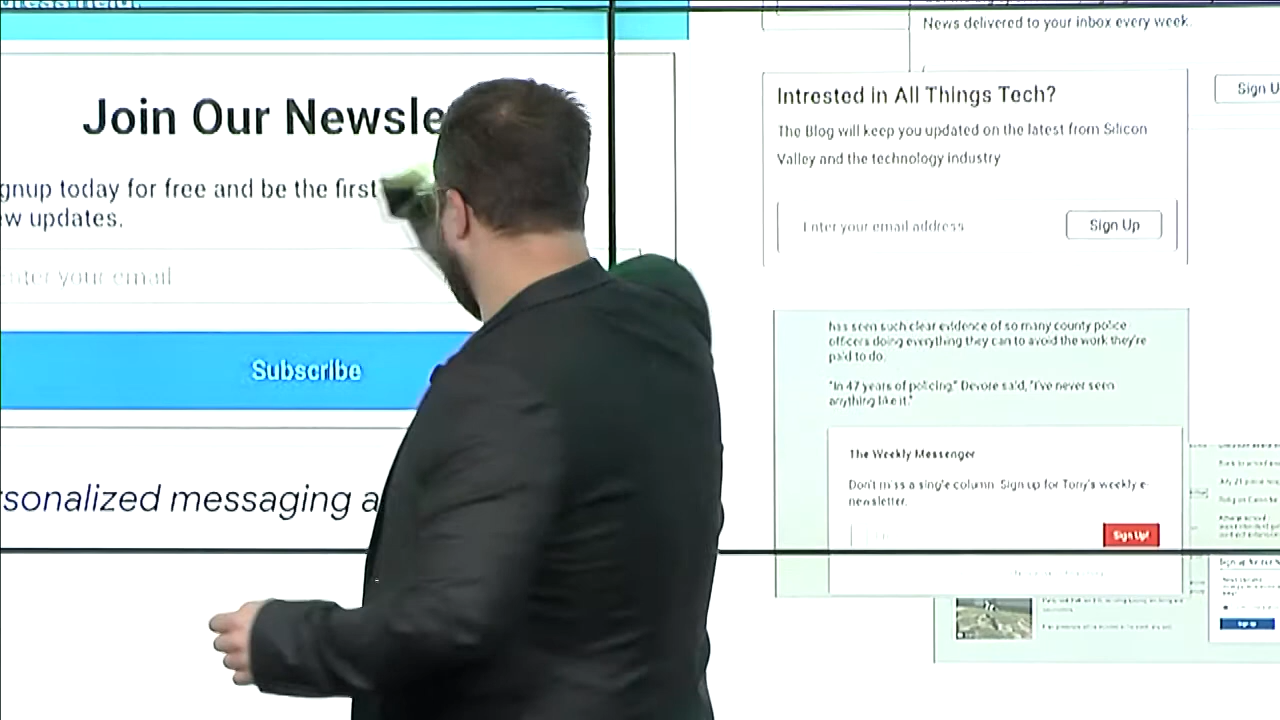 Join Our Newsle
gnup today for free and be the first
ew updates.
nter your email
Subscribe
rsonalized messaging a
News delivered to your inbox every week.
Sign U
Intrested in All Things Tech?
The Blog will keep you updated on the latest from Silicon
Valley and the technology industry
Enter your email address
Sign Up
has seen such clear evidence of so many county police
officers doing everything they can to avoid the work they're
paid to do.
"In 47 years of policing," Devore said, "I've never seen
anything like it."
The Weekly Messenger
Don't miss a single column. Sign up for Tony's weekly e-
newsletter.
Sign Up!
Sign up